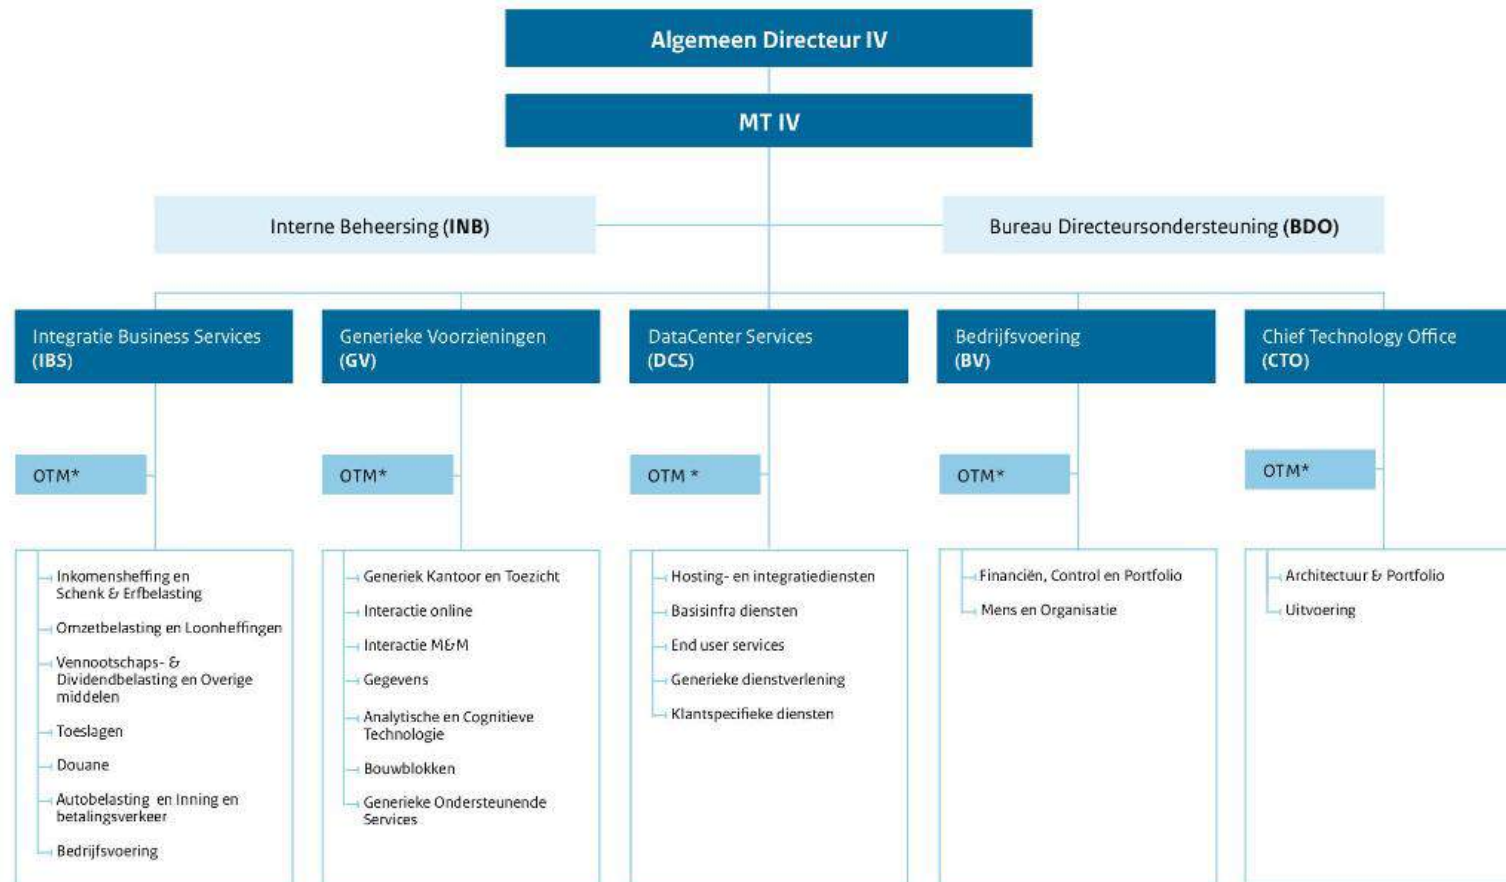 Algemeen Directeur IV
MT IV
Interne Beheersing (INB)
Bureau Directeursondersteuning (BDO)
Integratie Business Services
(IBS)
Generieke Voorzieningen
(GV)
DataCenter Services
(DCS)
Bedrijfsvoering
(BV)
Chief Technology Office
(CTO)
OTM*
OTM*
OTM *
OTM*
OTM*
Inkomensheffing en
Schenk & Erfbelasting
Omzetbelasting en Loonheffingen
Vennootschaps- &
Dividendbelasting en Overige
middelen
Toeslagen
Douane
Autobelasting en Inning en
betalingsverkeer
Bedrijfsvoering
Generiek Kantoor en Toezicht
Interactie online
Interactie M&M
Gegevens
Analytische en Cognitieve
Technologie
Bouwblokken
Generieke Ondersteunende
Services
Hosting- en integratiediensten
Basisinfra diensten
End user services
Generieke dienstverlening
Klantspecifieke diensten
Financiën, Control en Portfolio
Mens en Organisatie
Architectuur & Portfolio
Uitvoering